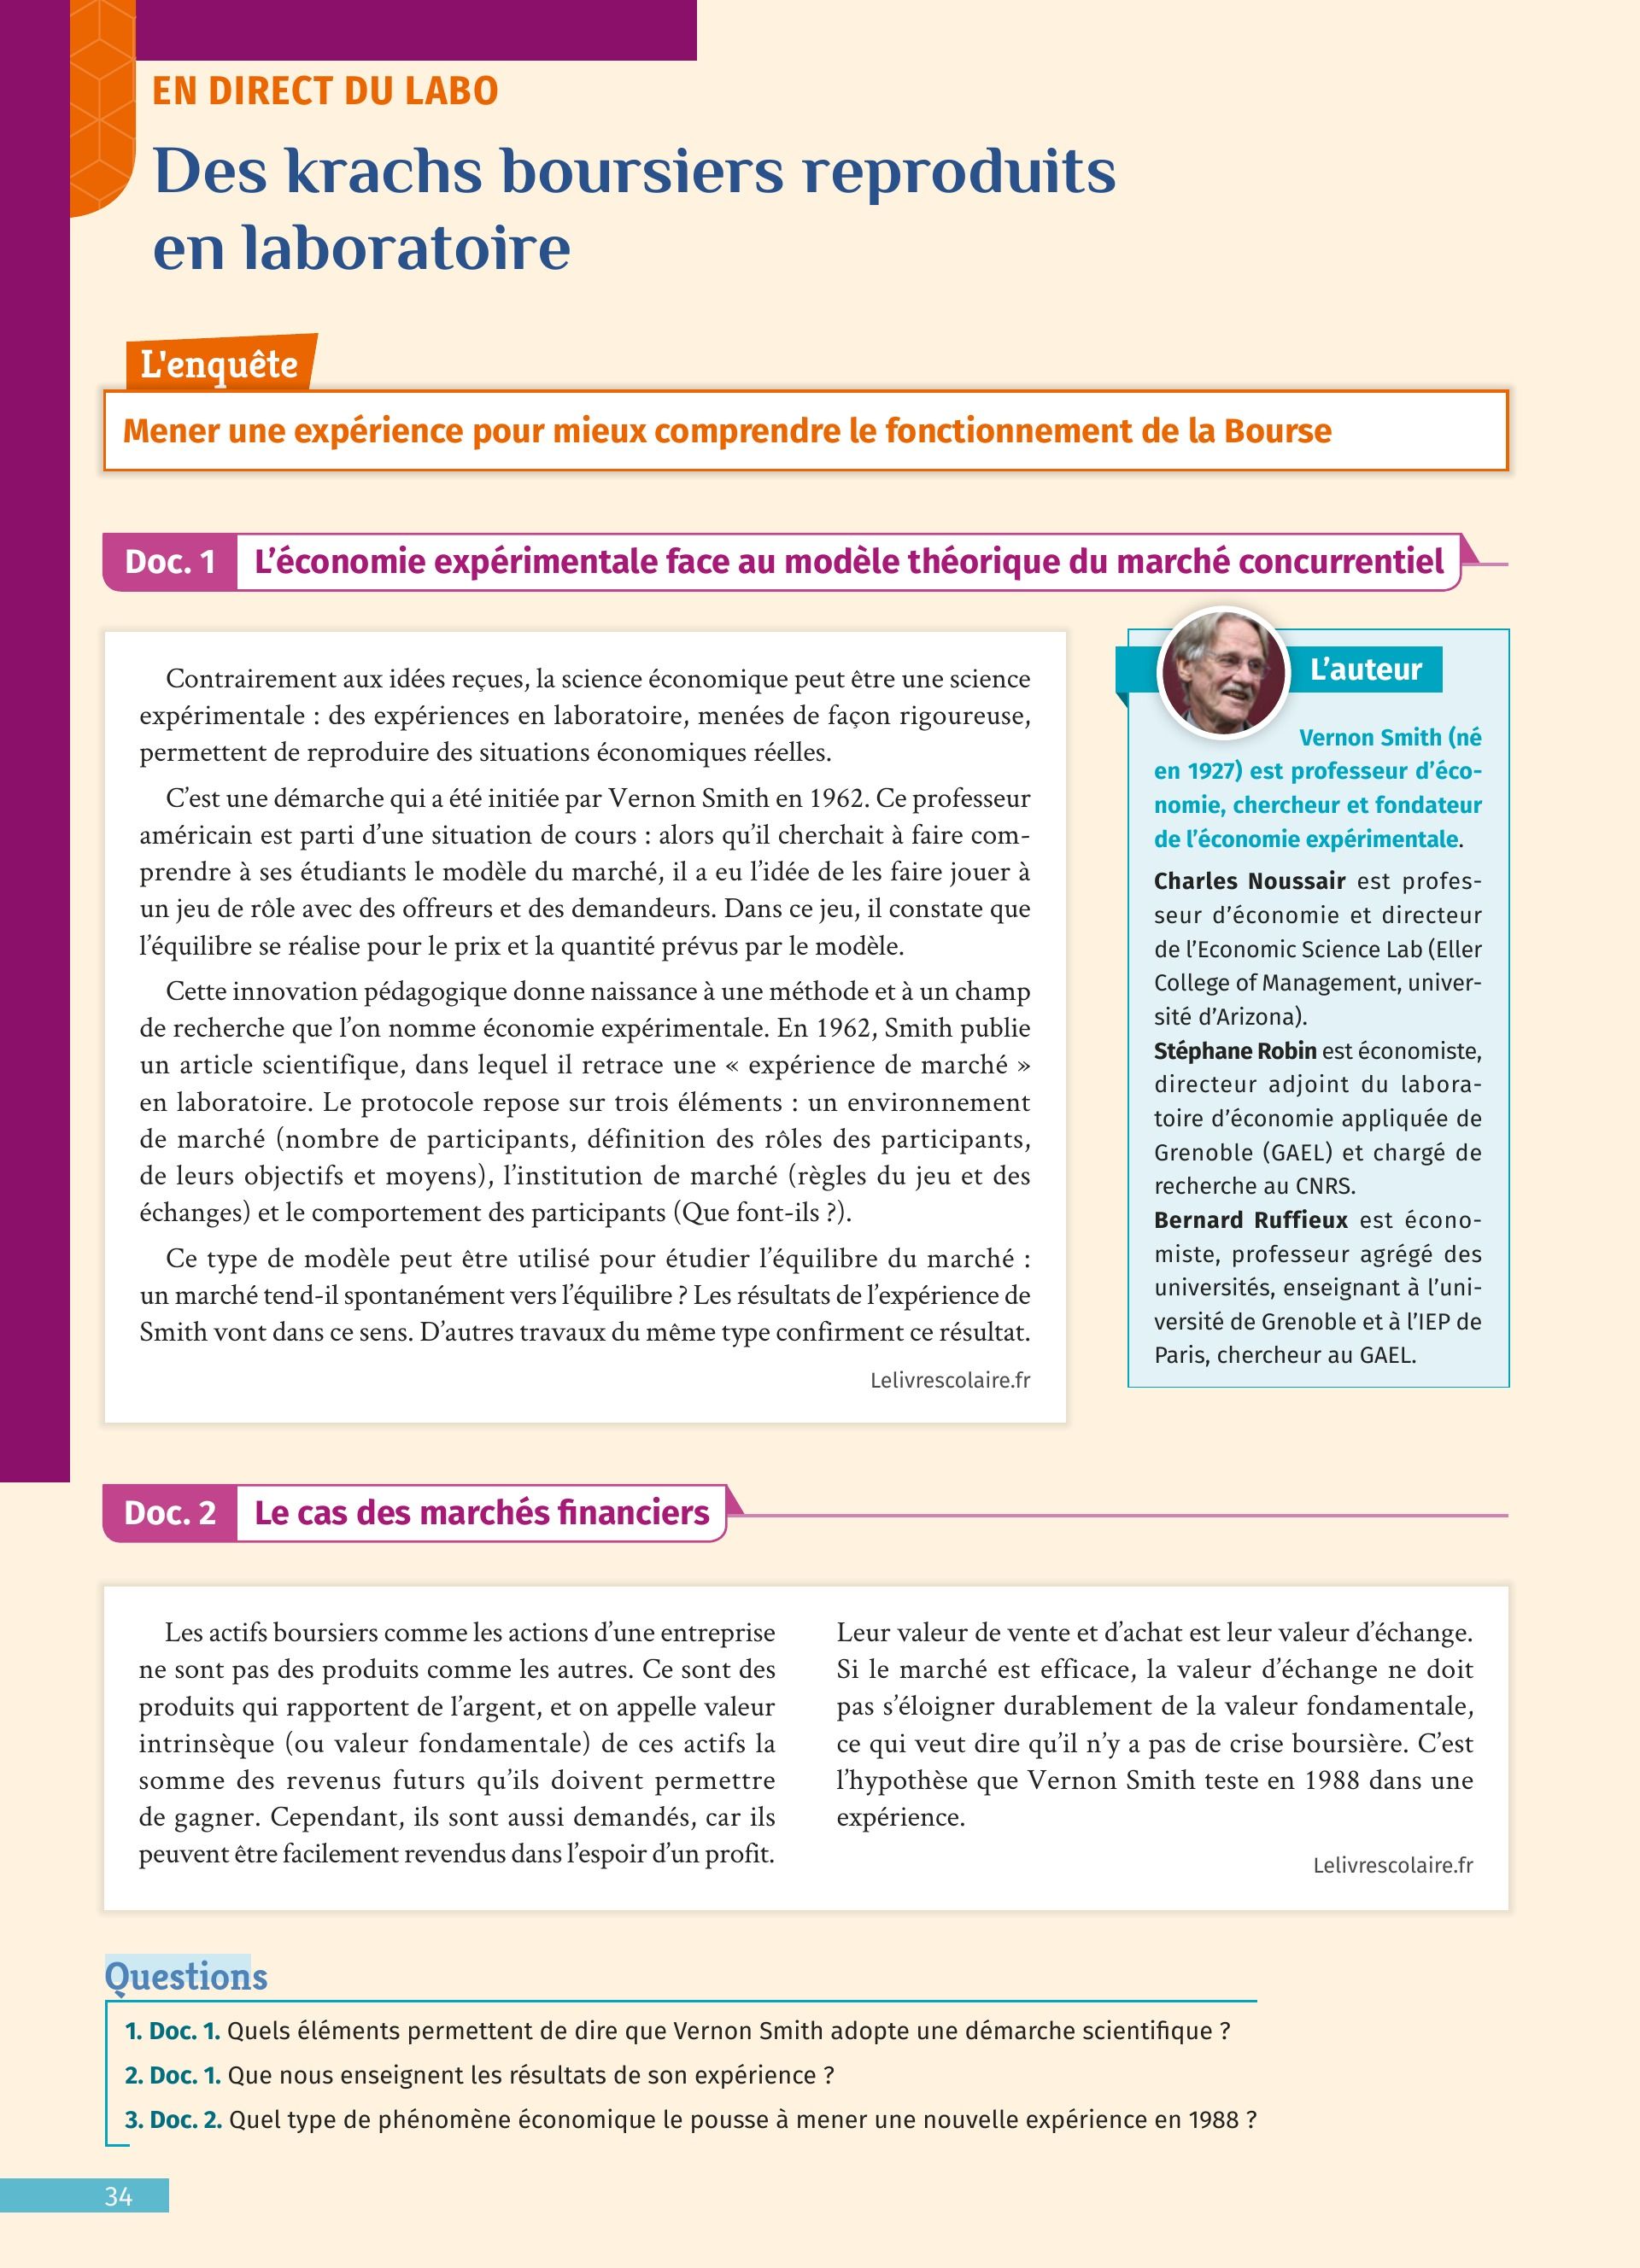 EN DIRECT DU LABO
Des krachs boursiers reproduits
en laboratoire
L'enquête
Mener une expérience pour mieux comprendre le fonctionnement de la Bourse
Doc. 1 L’économie expérimentale face au modèle théorique du marché concurrentiel
Contrairement aux idées reçues, la science économique peut être une science
expérimentale : des expériences en laboratoire, menées de façon rigoureuse,
permettent de reproduire des situations économiques réelles.
C’est une démarche qui a été initiée par Vernon Smith en 1962. Ce professeur
américain est parti d’une situation de cours : alors qu’il cherchait à faire com-
prendre à ses étudiants le modèle du marché, il a eu l’idée de les faire jouer à
un jeu de rôle avec des offreurs et des demandeurs. Dans ce jeu, il constate que
l’équilibre se réalise pour le prix et la quantité prévus par le modèle.
Cette innovation pédagogique donne naissance à une méthode et à un champ
de recherche que l’on nomme économie expérimentale. En 1962, Smith publie
un article scientifique, dans lequel il retrace une « expérience de marché »
en laboratoire. Le protocole repose sur trois éléments : un environnement
de marché (nombre de participants, définition des rôles des participants,
de leurs objectifs et moyens), l’institution de marché (règles du jeu et des
échanges) et le comportement des participants (Que font-ils ?).
Ce type de modèle peut être utilisé pour étudier l’équilibre du marché :
un marché tend-il spontanément vers l’équilibre ? Les résultats de l’expérience de
Smith vont dans ce sens. D’autres travaux du même type confirment ce résultat.
Lelivrescolaire.fr
L’auteur
Vernon Smith (né
en 1927) est professeur d’éco-
nomie, chercheur et fondateur
de l’économie expérimentale.
Charles Noussair est profes-
seur d’économie et directeur
de l’Economic Science Lab (Eller
College of Management, univer-
sité d’Arizona).
Stéphane Robin est économiste,
directeur adjoint du labora-
toire d’économie appliquée de
Grenoble (GAEL) et chargé de
recherche au CNRS.
Bernard Ruffieux est écono-
miste, professeur agrégé des
universités, enseignant à l’uni-
versité de Grenoble et à l’IEP de
Paris, chercheur au GAEL.
Doc. 2 Le cas des marchés financiers
Les actifs boursiers comme les actions d’une entreprise
ne sont pas des produits comme les autres. Ce sont des
produits qui rapportent de l’argent, et on appelle valeur
intrinsèque (ou valeur fondamentale) de ces actifs la
somme des revenus futurs qu’ils doivent permettre
de gagner. Cependant, ils sont aussi demandés, car ils
peuvent être facilement revendus dans l’espoir d’un profit.
Leur valeur de vente et d’achat est leur valeur d’échange.
Si le marché est efficace, la valeur d’échange ne doit
pas s’éloigner durablement de la valeur fondamentale,
ce qui veut dire qu’il n’y a pas de crise boursière. C’est
l’hypothèse que Vernon Smith teste en 1988 dans une
expérience.
Lelivrescolaire.fr
Questions
1. Doc. 1. Quels éléments permettent de dire que Vernon Smith adopte une démarche scientifique ?
2. Doc. 1. Que nous enseignent les résultats de son expérience ?
3. Doc. 2. Quel type de phénomène économique le pousse à mener une nouvelle expérience en 1988 ?
34